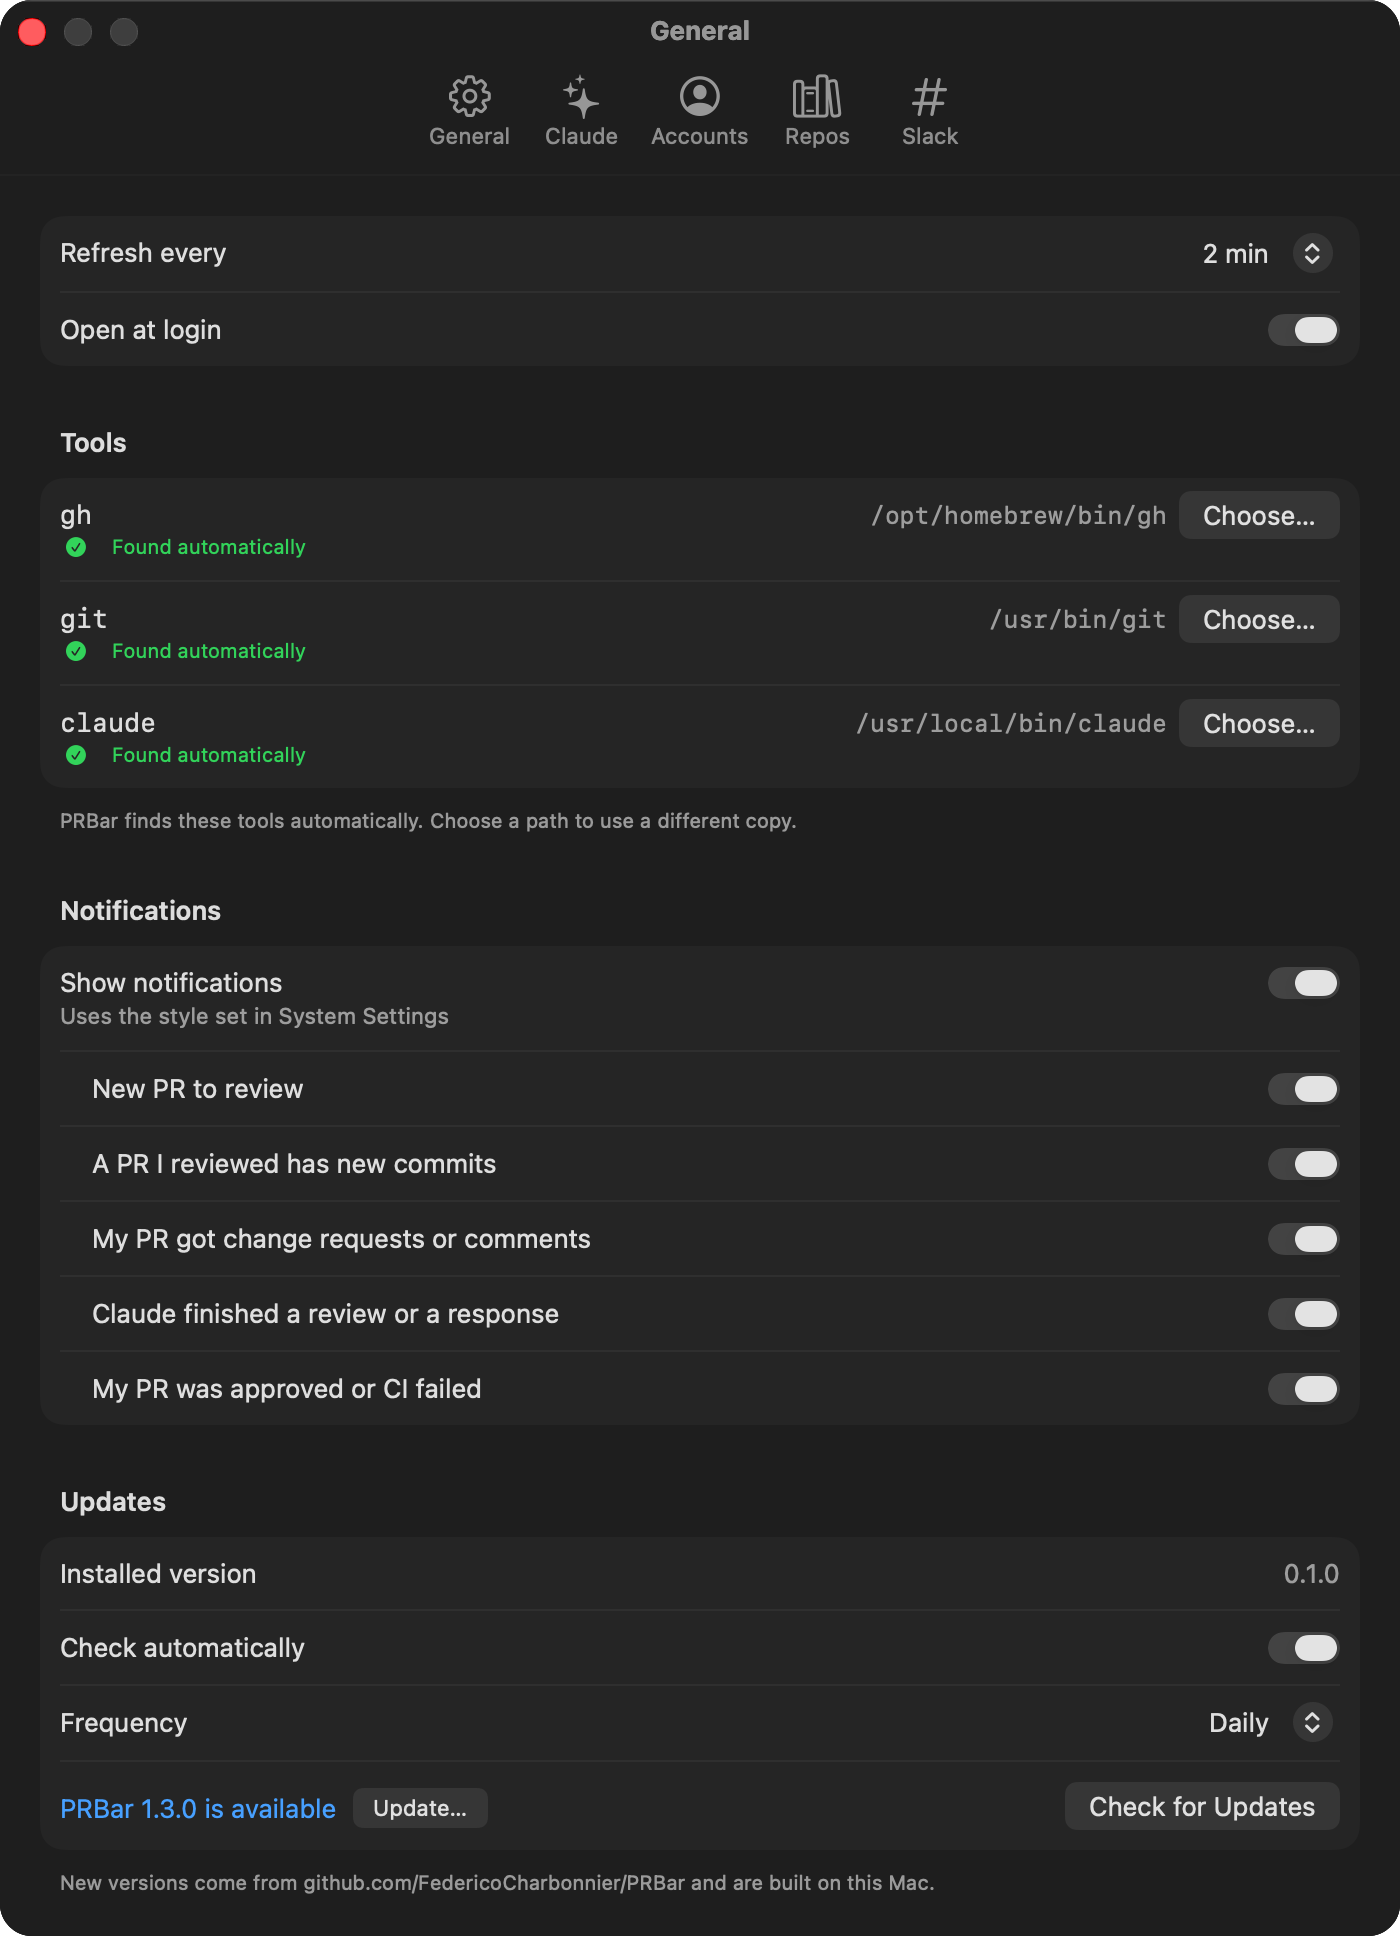 General
General
Claude
Accounts
Repos
Slack
Refresh every
2 min
Open at login
Tools
gh
/opt/homebrew/bin/gh
Choose...
Found automatically
git
/usr/bin/git
Choose...
Found automatically
claude
/usr/local/bin/claude
Choose...
Found automatically
PRBar finds these tools automatically. Choose a path to use a different copy.
Notifications
Show notifications
Uses the style set in System Settings
New PR to review
A PR I reviewed has new commits
My PR got change requests or comments
Claude finished a review or a response
My PR was approved or CI failed
Updates
Installed version
0.1.0
Check automatically
Frequency
Daily
PRBar 1.3.0 is available
Update...
Check for Updates
New versions come from github.com/FedericoCharbonnier/PRBar and are built on this Mac.